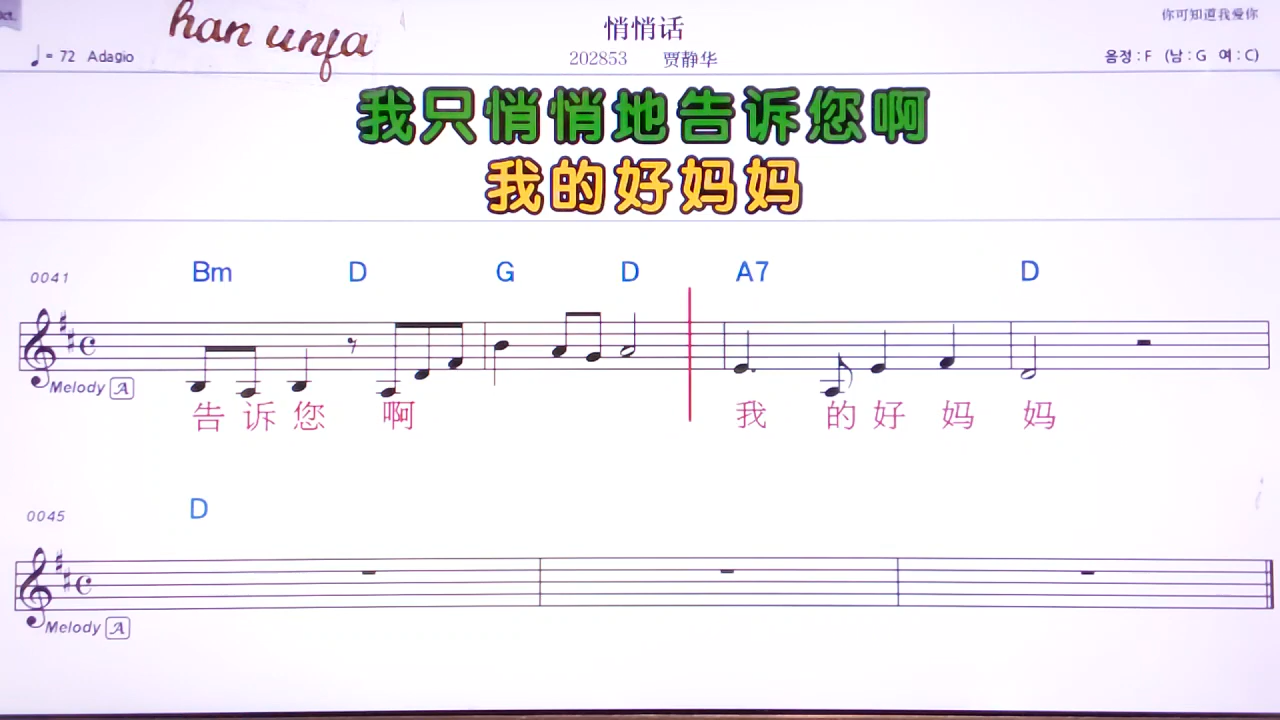 han unja
悄悄话
你可知道我爱你
♩= 72 Adagio
202853 贾静华
음정 : F (남 : G 여 : C)
我只悄悄地告诉您啊
我的好妈妈
0041 Bm D G D A7 D
Melody A
告 诉 您 啊 我 的 好 妈 妈
0045 D
Melody A